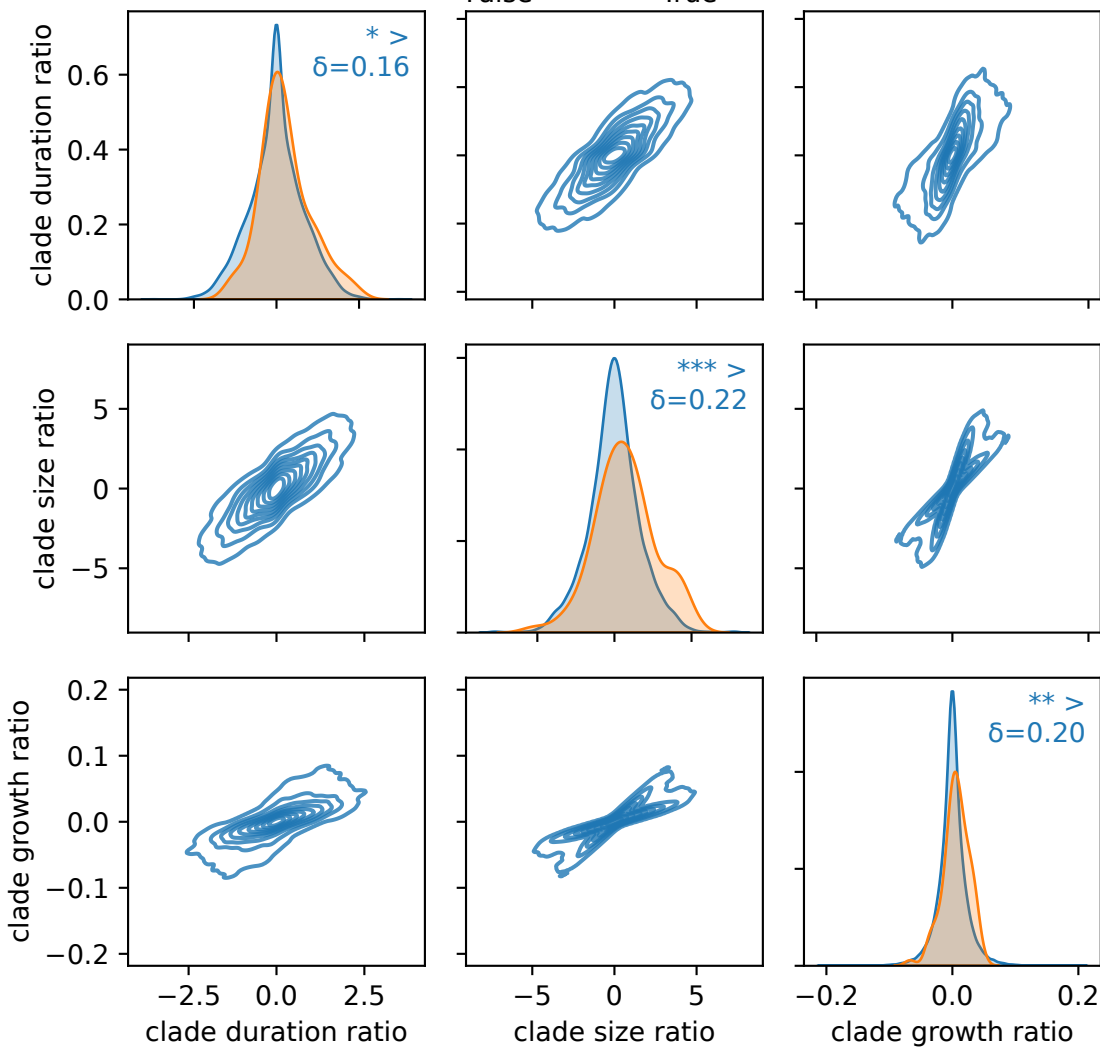 clade duration ratio
0.6
0.4
0.2
0.0
* >
δ=0.16
clade size ratio
5
0
−5
*** >
δ=0.22
clade growth ratio
0.2
0.1
0.0
−0.1
−0.2
** >
δ=0.20
−2.5 0.0 2.5
−5 0 5
−0.2 0.0 0.2
clade duration ratio
clade size ratio
clade growth ratio